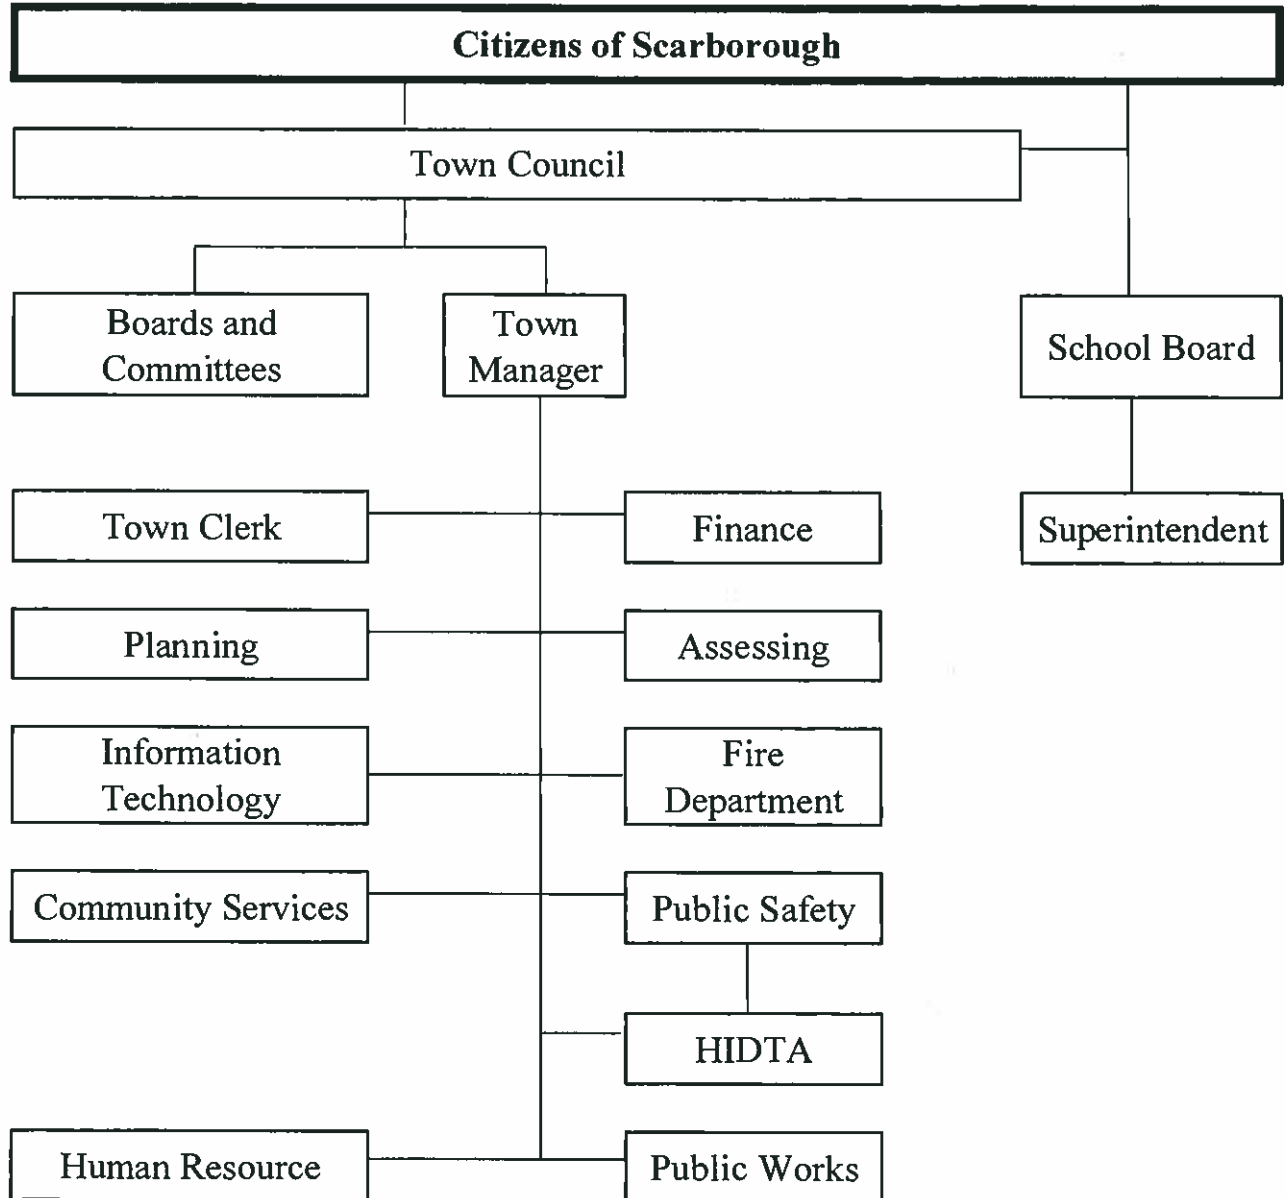 Citizens of Scarborough
Town Council
Boards and
Committees
Town
Manager
School Board
Town Clerk
Finance
Superintendent
Planning
Assessing
Information
Technology
Fire
Department
Community Services
Public Safety
HIDTA
Human Resource
Public Works